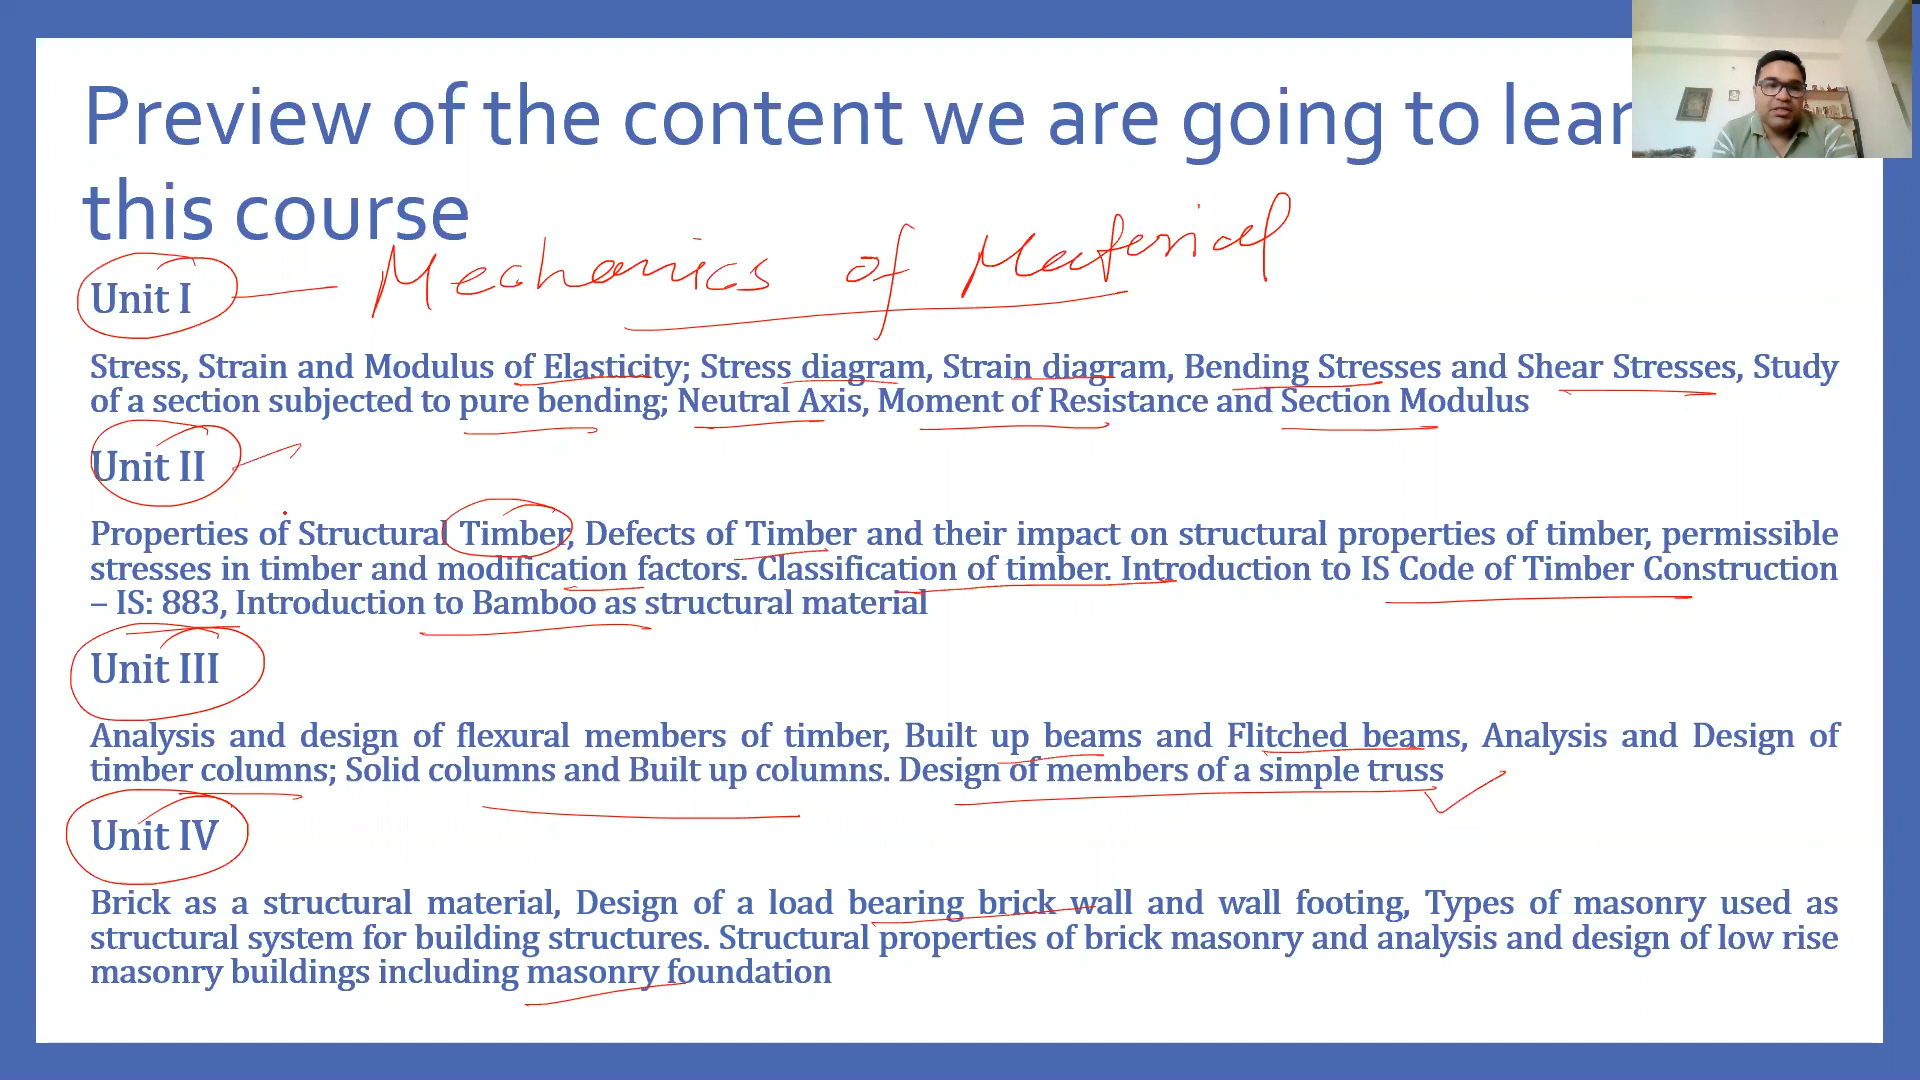 Preview of the content we are going to lear
this course
Mechanics of Material
Unit I
Stress, Strain and Modulus of Elasticity; Stress diagram, Strain diagram, Bending Stresses and Shear Stresses, Study
of a section subjected to pure bending; Neutral Axis, Moment of Resistance and Section Modulus
Unit II
Properties of Structural Timber, Defects of Timber and their impact on structural properties of timber, permissible
stresses in timber and modification factors. Classification of timber. Introduction to IS Code of Timber Construction
– IS: 883, Introduction to Bamboo as structural material
Unit III
Analysis and design of flexural members of timber, Built up beams and Flitched beams, Analysis and Design of
timber columns; Solid columns and Built up columns. Design of members of a simple truss
Unit IV
Brick as a structural material, Design of a load bearing brick wall and wall footing, Types of masonry used as
structural system for building structures. Structural properties of brick masonry and analysis and design of low rise
masonry buildings including masonry foundation